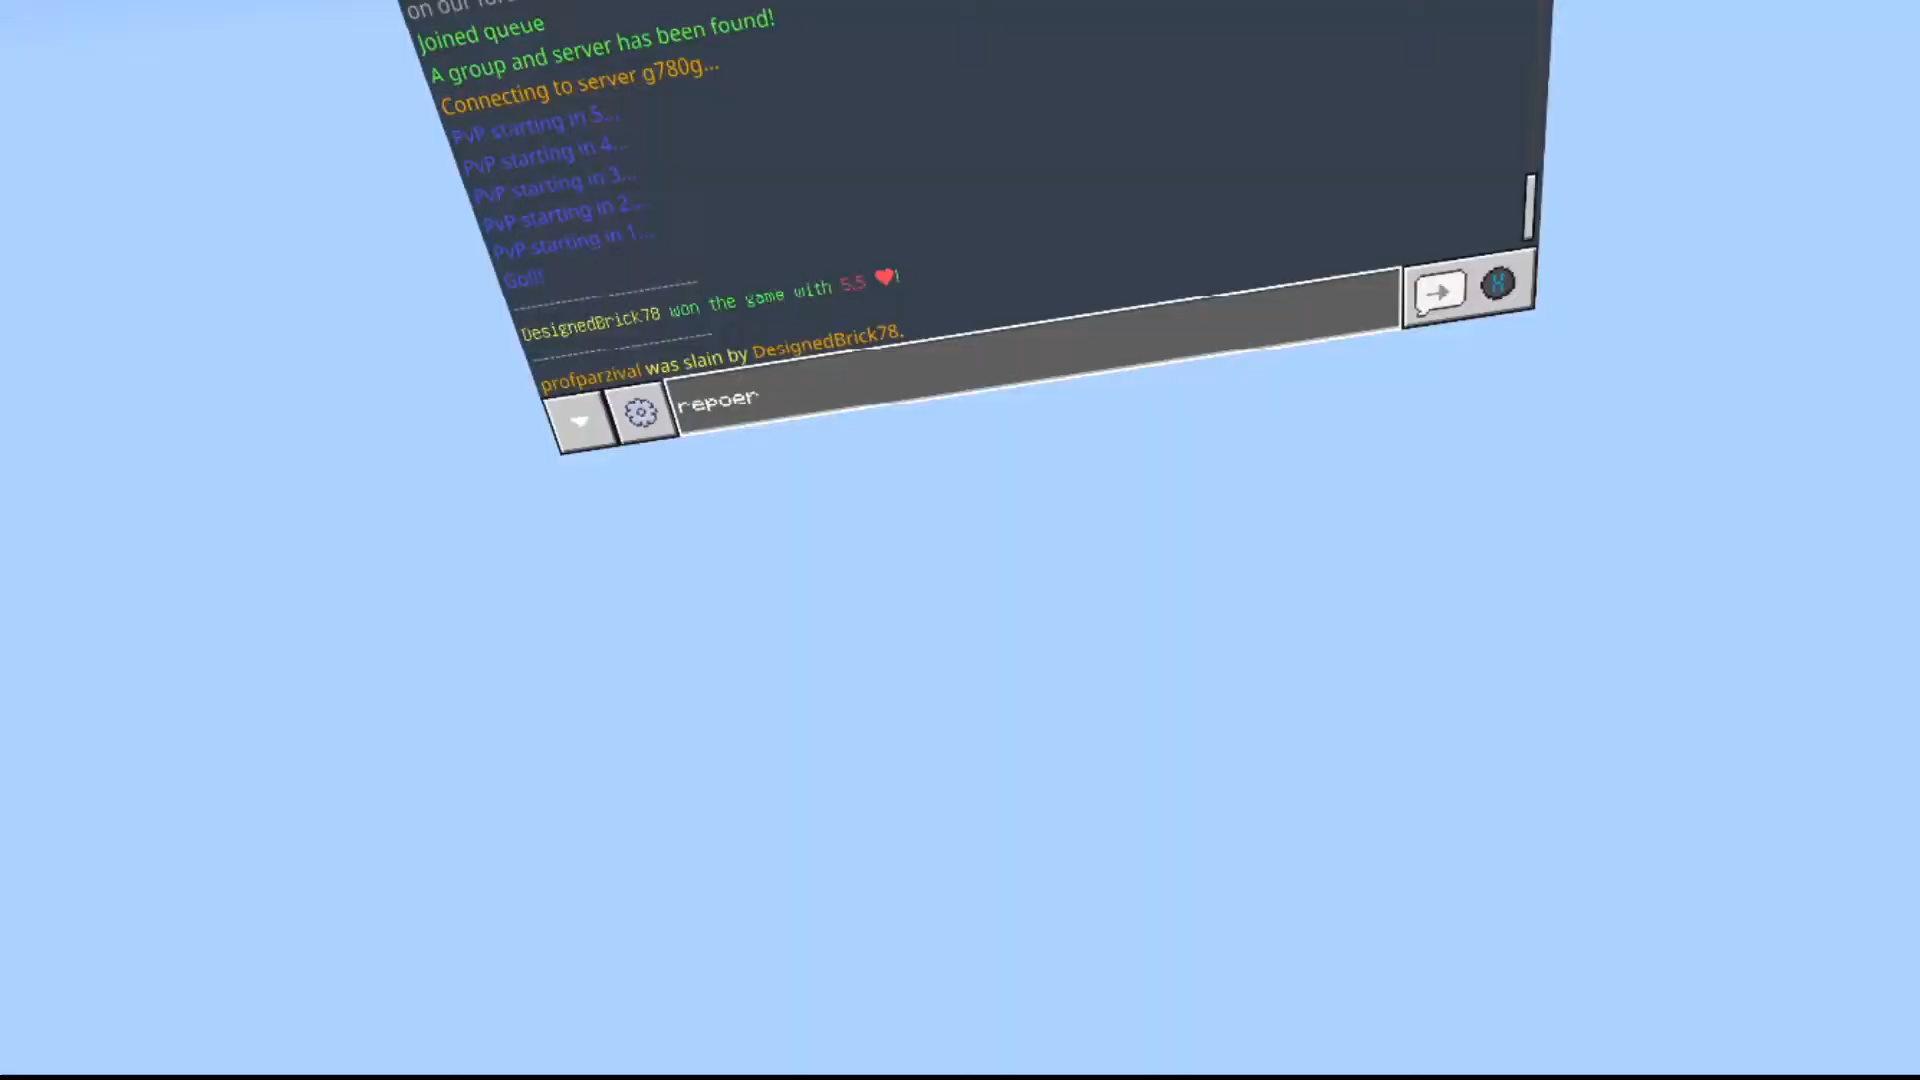 on our
Joined queue
A group and server has been found!
Connecting to server g780g...
PvP starting in 5...
PvP starting in 4...
PvP starting in 3...
PvP starting in 2...
PvP starting in 1...
Go!!!
DesignedBrick78 won the game with 5.5 ❤!
profparzival was slain by DesignedBrick78.
repoer